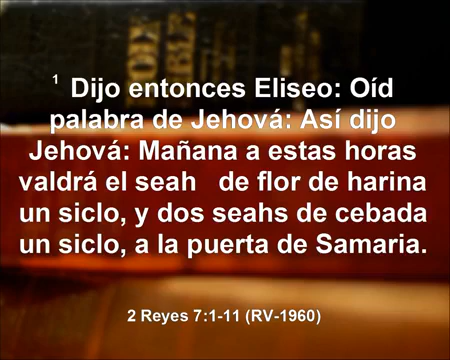 1 Dijo entonces Eliseo: Oíd
palabra de Jehová: Así dijo
Jehová: Mañana a estas horas
valdrá el seah de flor de harina
un siclo, y dos seahs de cebada
un siclo, a la puerta de Samaria.
2 Reyes 7:1-11 (RV-1960)